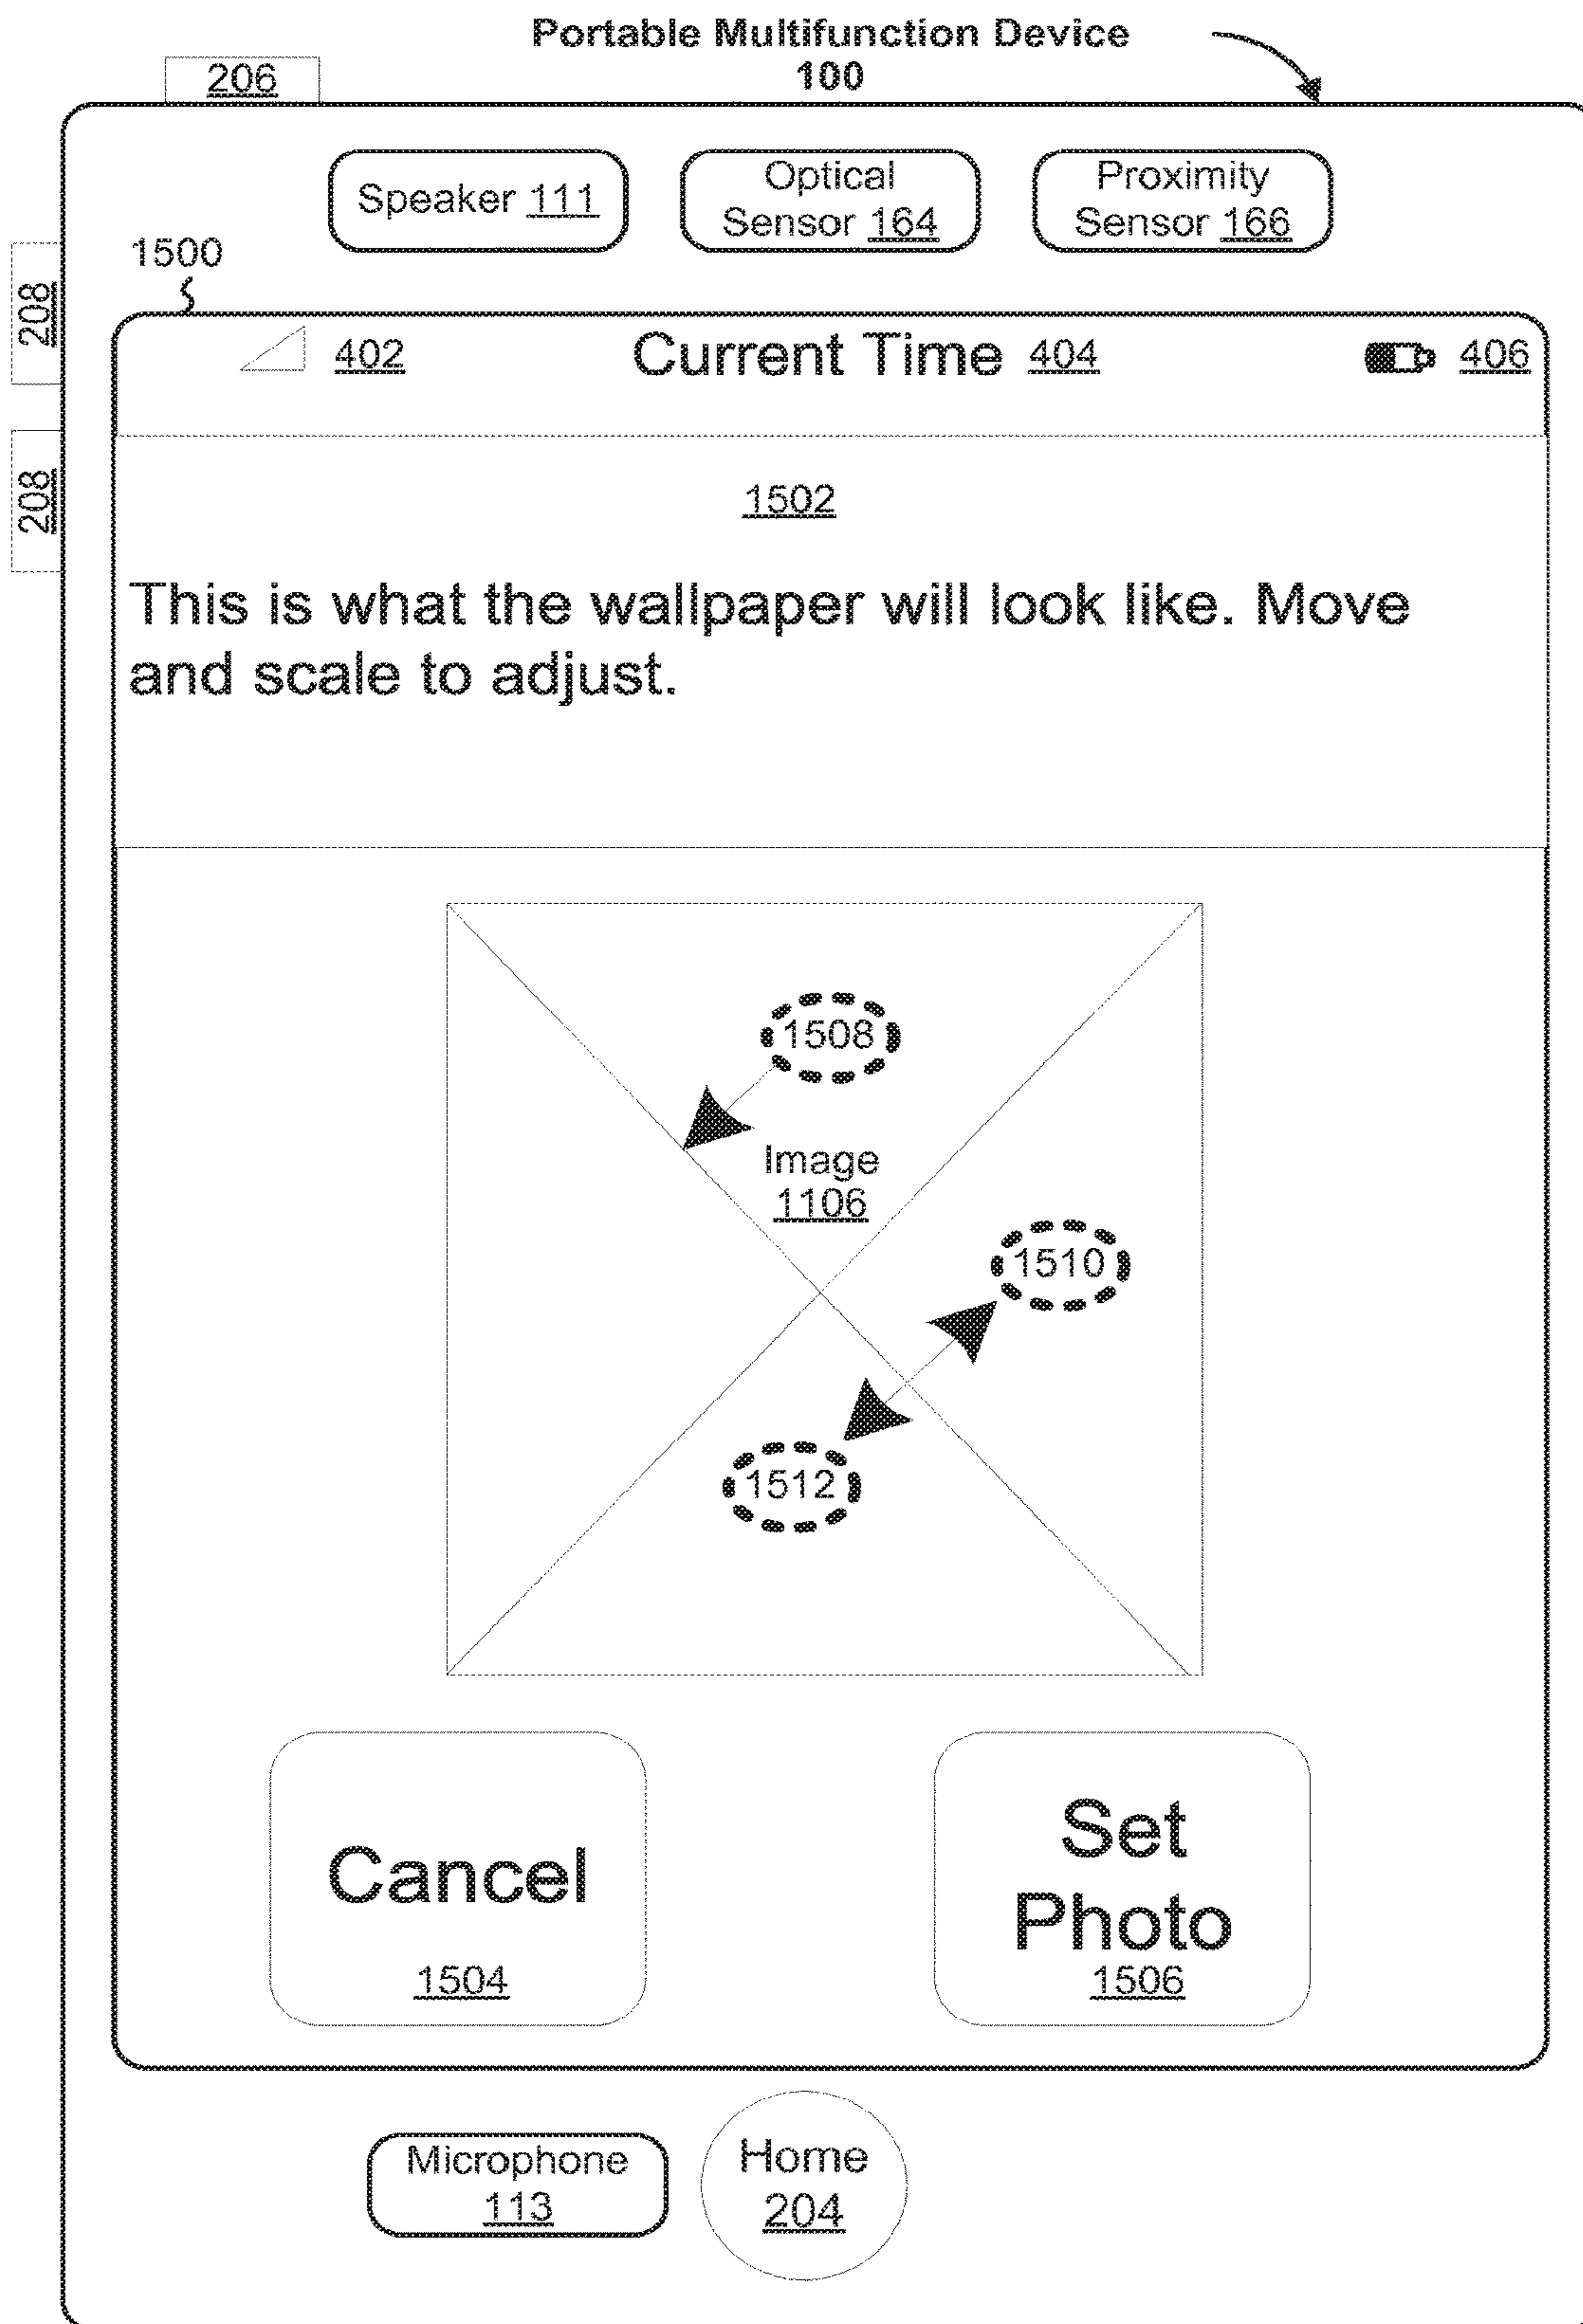 Portable Multifunction Device
100
206
Speaker 111
Optical
Sensor 164
Proximity
Sensor 166
1500
208
402
Current Time 404
406
208
1502
This is what the wallpaper will look like. Move
and scale to adjust.
1508
Image
1106
1510
1512
Cancel
1504
Set
Photo
1506
Microphone
113
Home
204